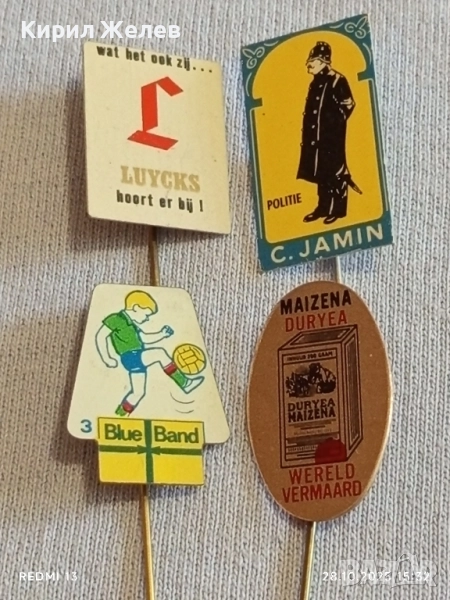 Кирил Желев
wat het ook zij...
L
LUYCKS
hoort er bij !
POLITIE
C. JAMIN
3
Blue Band
MAIZENA
DURYEA
DURYEA
MAIZENA
WERELD
VERMAARD
REDMI 13